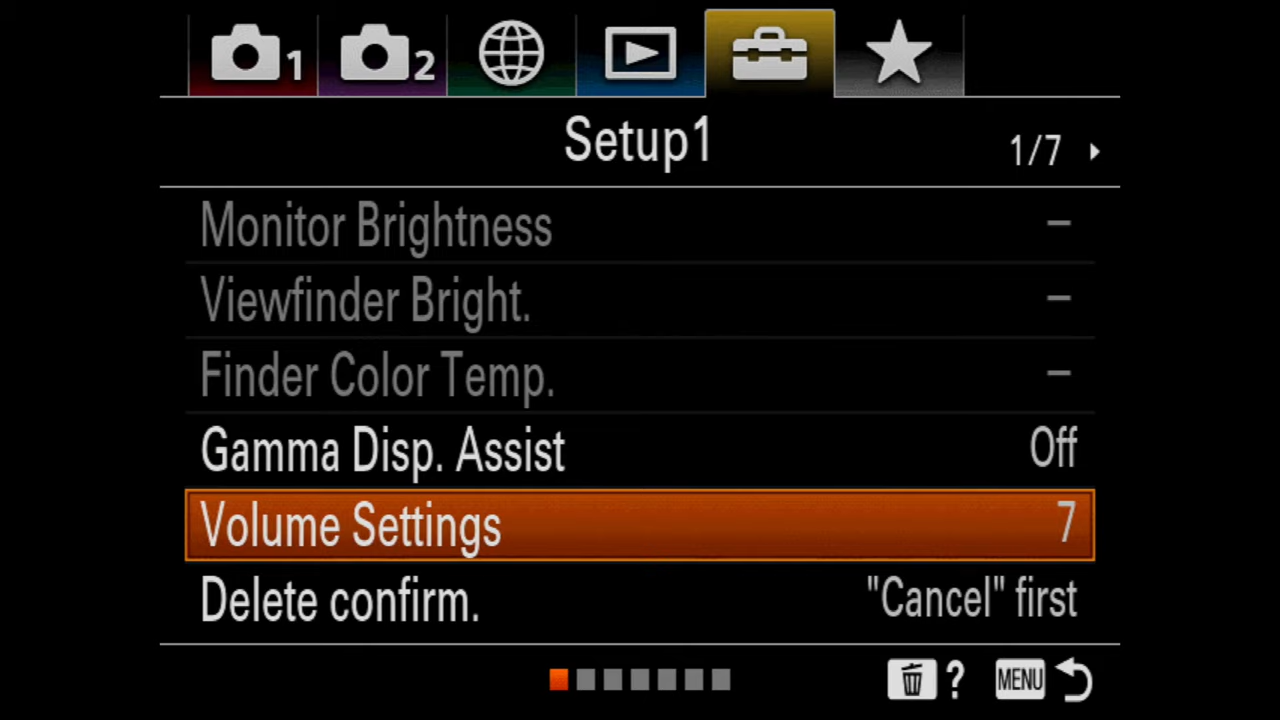 1 2
Setup1
1/7
Monitor Brightness –
Viewfinder Bright. –
Finder Color Temp. –
Gamma Disp. Assist Off
Volume Settings 7
Delete confirm. "Cancel" first
? MENU